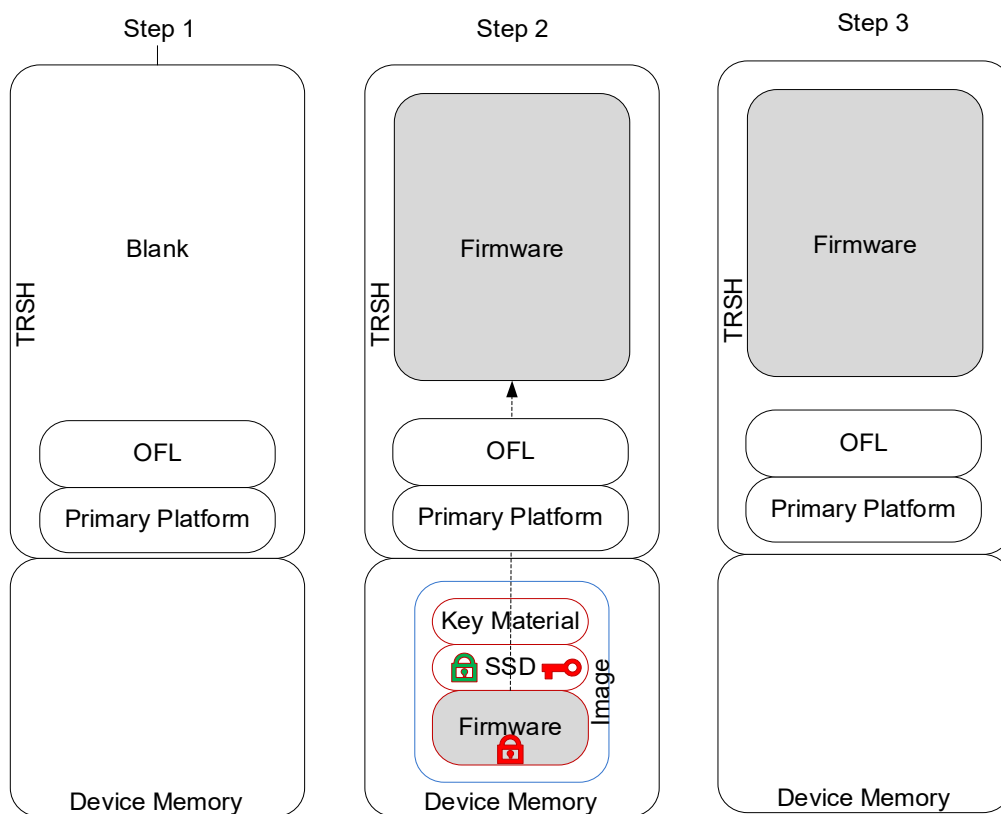 Step 1
Step 2
Step 3
Blank
Firmware
Firmware
TRSH
TRSH
TRSH
OFL
OFL
OFL
Primary Platform
Primary Platform
Primary Platform
Key Material
SSD
Firmware
Image
Device Memory
Device Memory
Device Memory